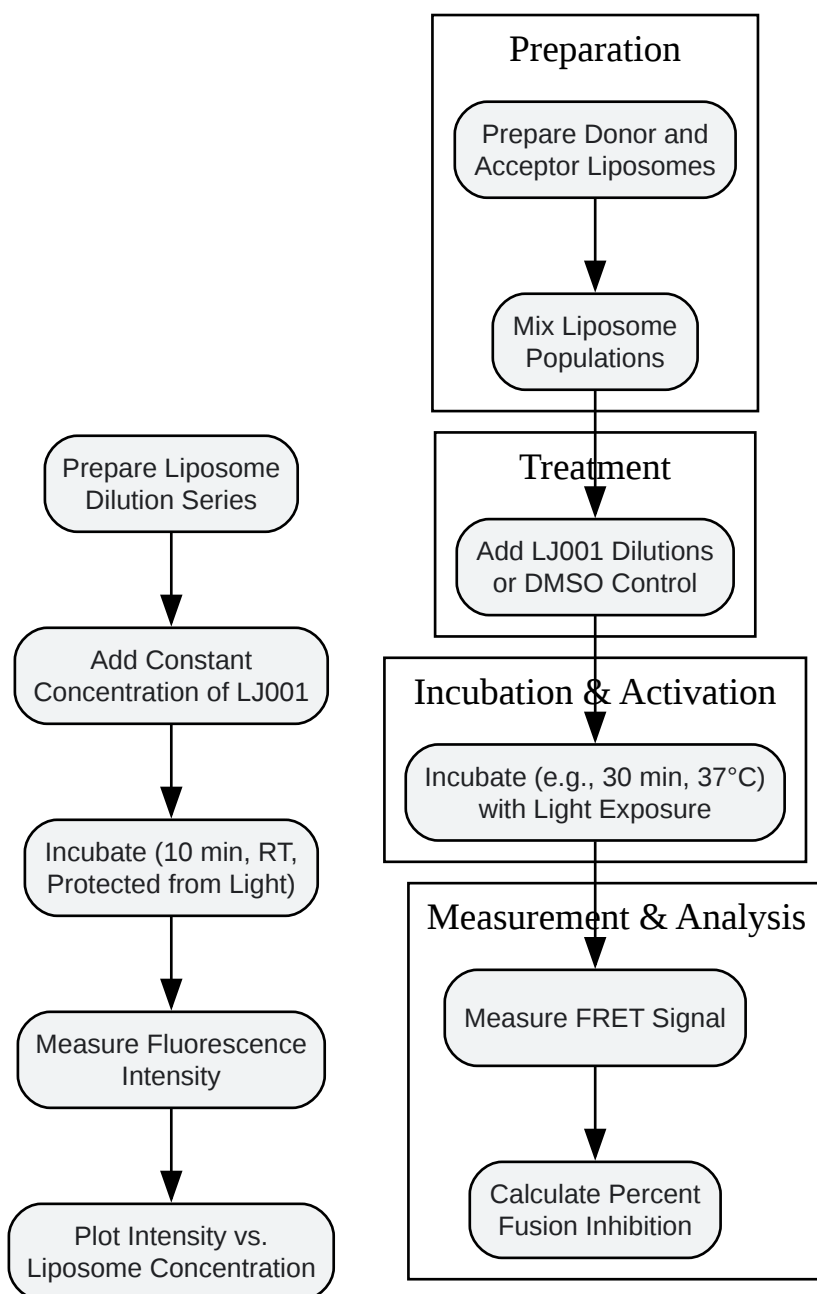 Preparation
Prepare Donor and
Acceptor Liposomes
Mix Liposome
Populations
Prepare Liposome
Dilution Series
Add Constant
Concentration of LJ001
Incubate (10 min, RT,
Protected from Light)
Measure Fluorescence
Intensity
Plot Intensity vs.
Liposome Concentration
Treatment
Add LJ001 Dilutions
or DMSO Control
Incubation & Activation
Incubate (e.g., 30 min, 37°C)
with Light Exposure
Measurement & Analysis
Measure FRET Signal
Calculate Percent
Fusion Inhibition